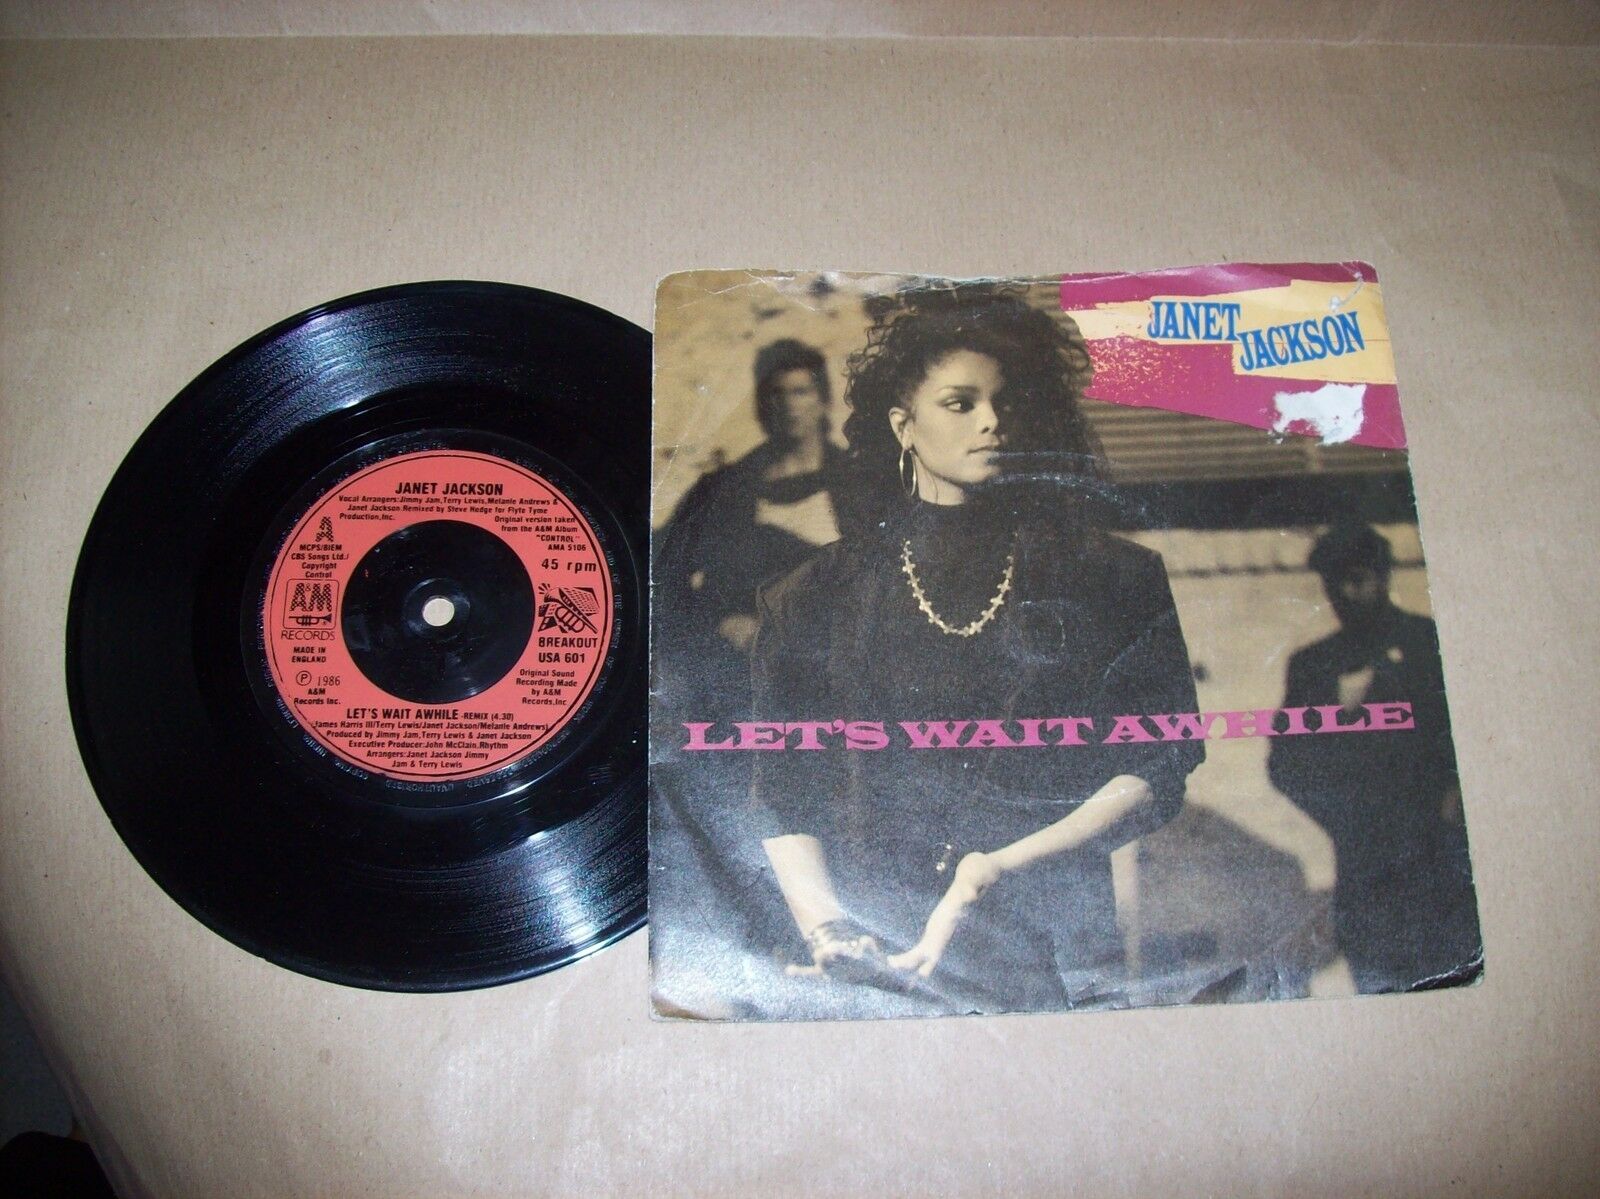 JANET JACKSON
Vocal Arrangers:Jimmy Jam,Terry Lewis,Melanie Andrews &
Janet Jackson.Remixed by Steve Hodge for Flyte Tyme
Production,Inc.
Original version taken
from the A&M Album
"CONTROL"
AMA 5106
A
MCPS/BIEM
CBS Songs Ltd./
Copyright
Control
45 rpm
A&M
RECORDS
MADE IN
ENGLAND
BREAKOUT
USA 601
Ⓟ 1986
A&M
Records Inc.
Original Sound
Recording Made
by A&M
Records,Inc
LET'S WAIT AWHILE -REMIX (4.30)
(James Harris III/Terry Lewis/Janet Jackson/Melanie Andrews)
Produced by Jimmy Jam,Terry Lewis & Janet Jackson
Executive Producer:John McClain,Rhythm
Arrangers:Janet Jackson Jimmy
Jam & Terry Lewis
JANET
JACKSON
LET'S WAIT AWHILE